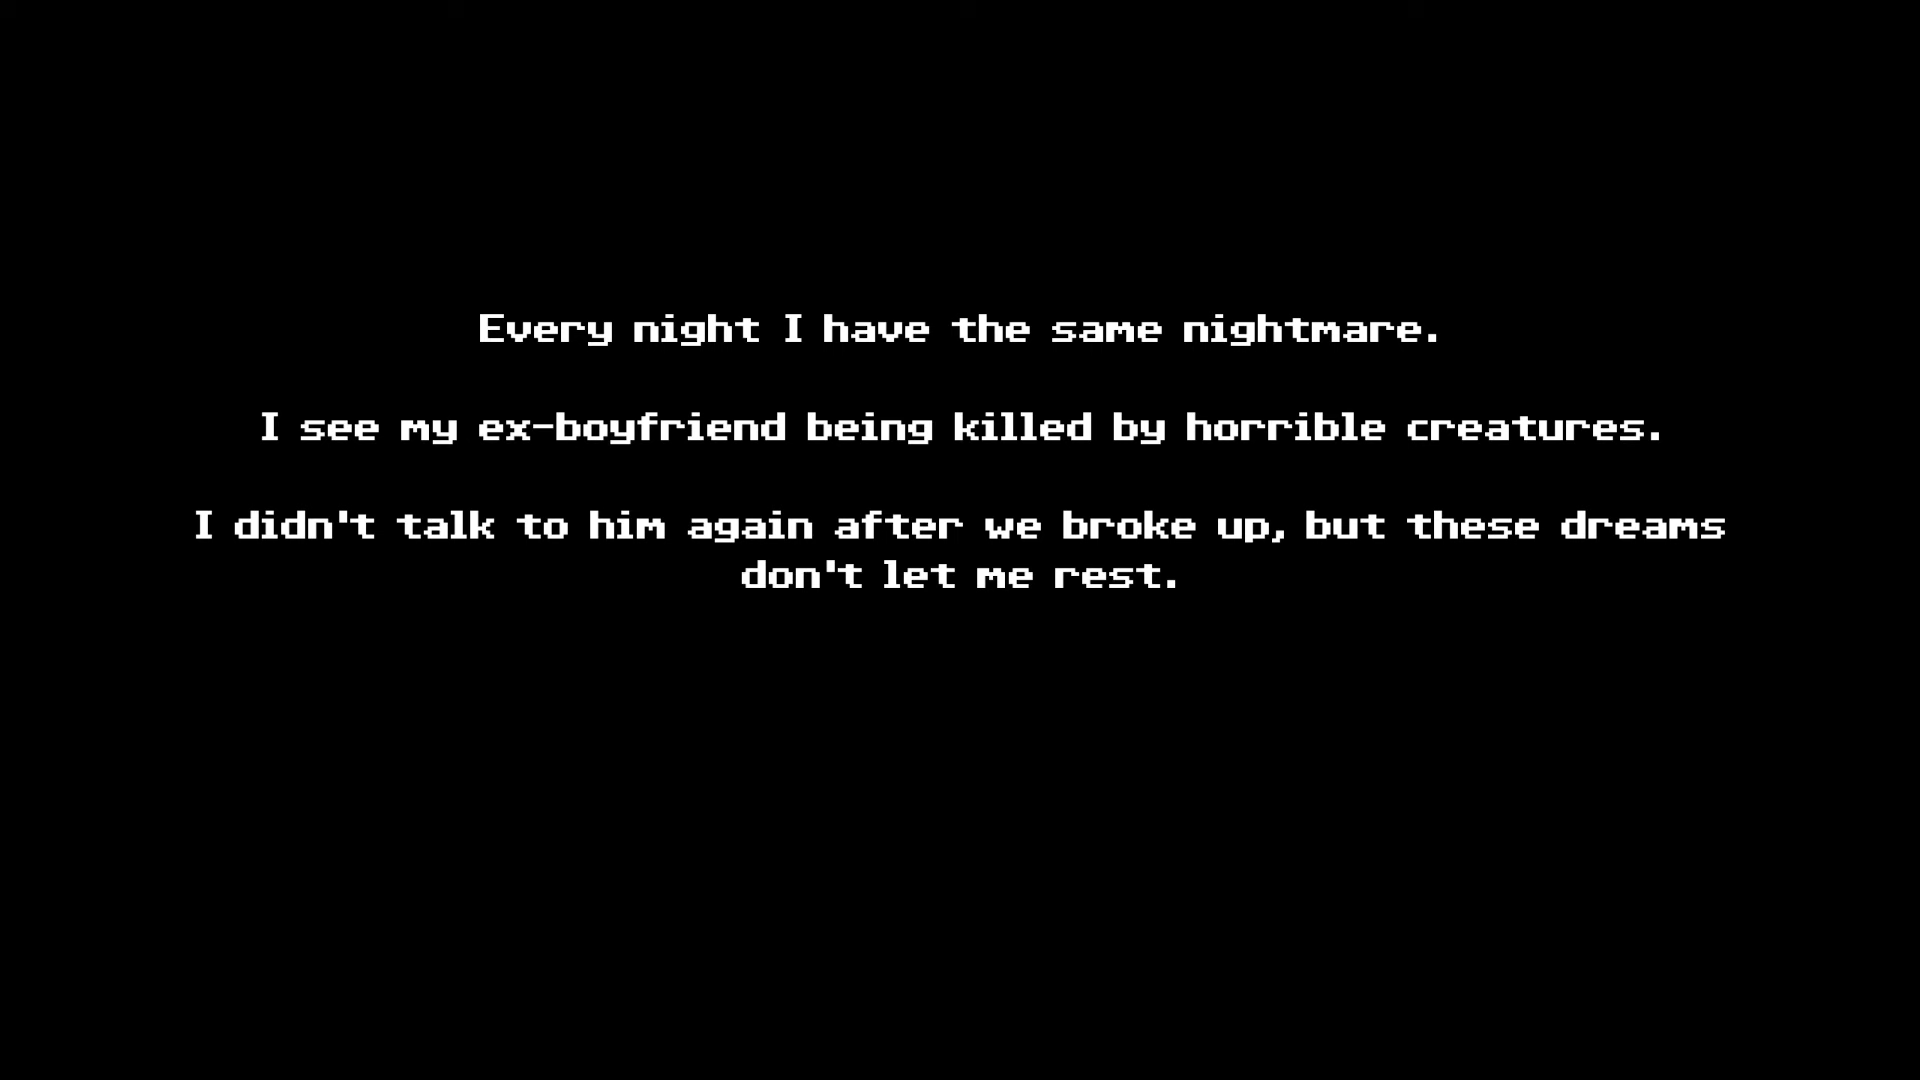 Every night I have the same nightmare.
I see my ex-boyfriend being killed by horrible creatures.
I didn't talk to him again after we broke up, but these dreams
don't let me rest.